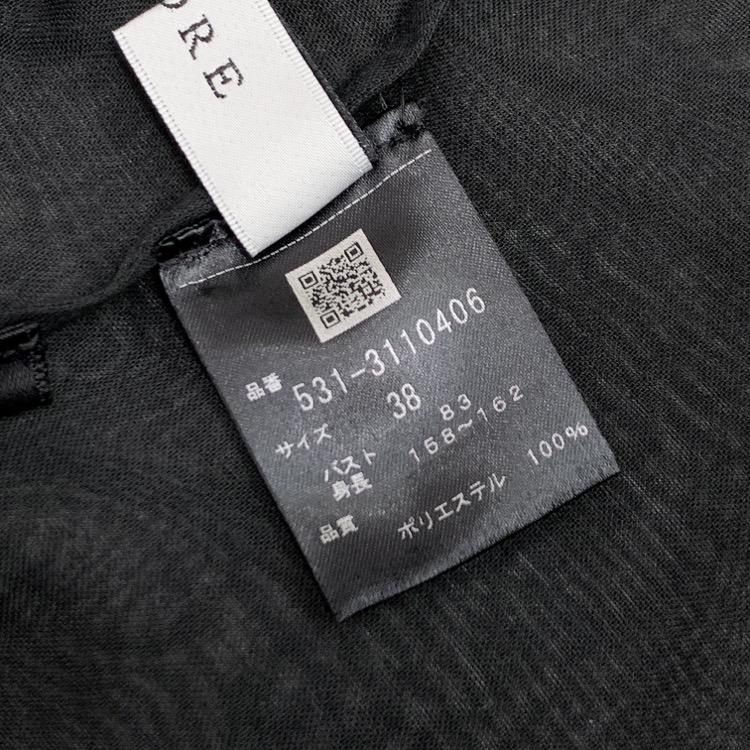 ORE
品番 531-3110406
サイズ 38
バスト 83
身長 158～162
品質 ポリエステル 100%